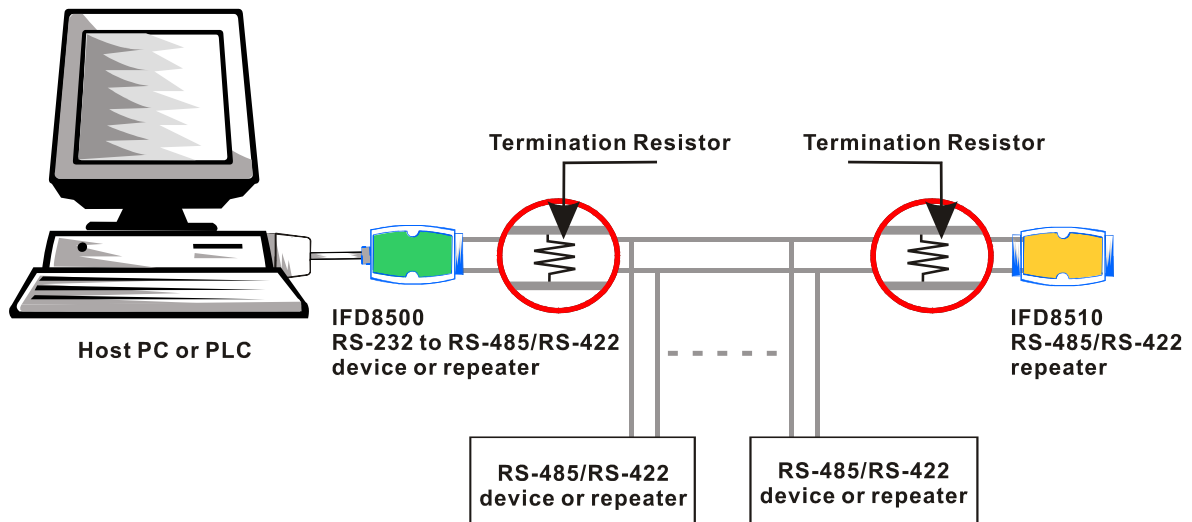 Termination Resistor
Termination Resistor
Host PC or PLC
IFD8500
RS-232 to RS-485/RS-422
device or repeater
IFD8510
RS-485/RS-422
repeater
RS-485/RS-422
device or repeater
RS-485/RS-422
device or repeater